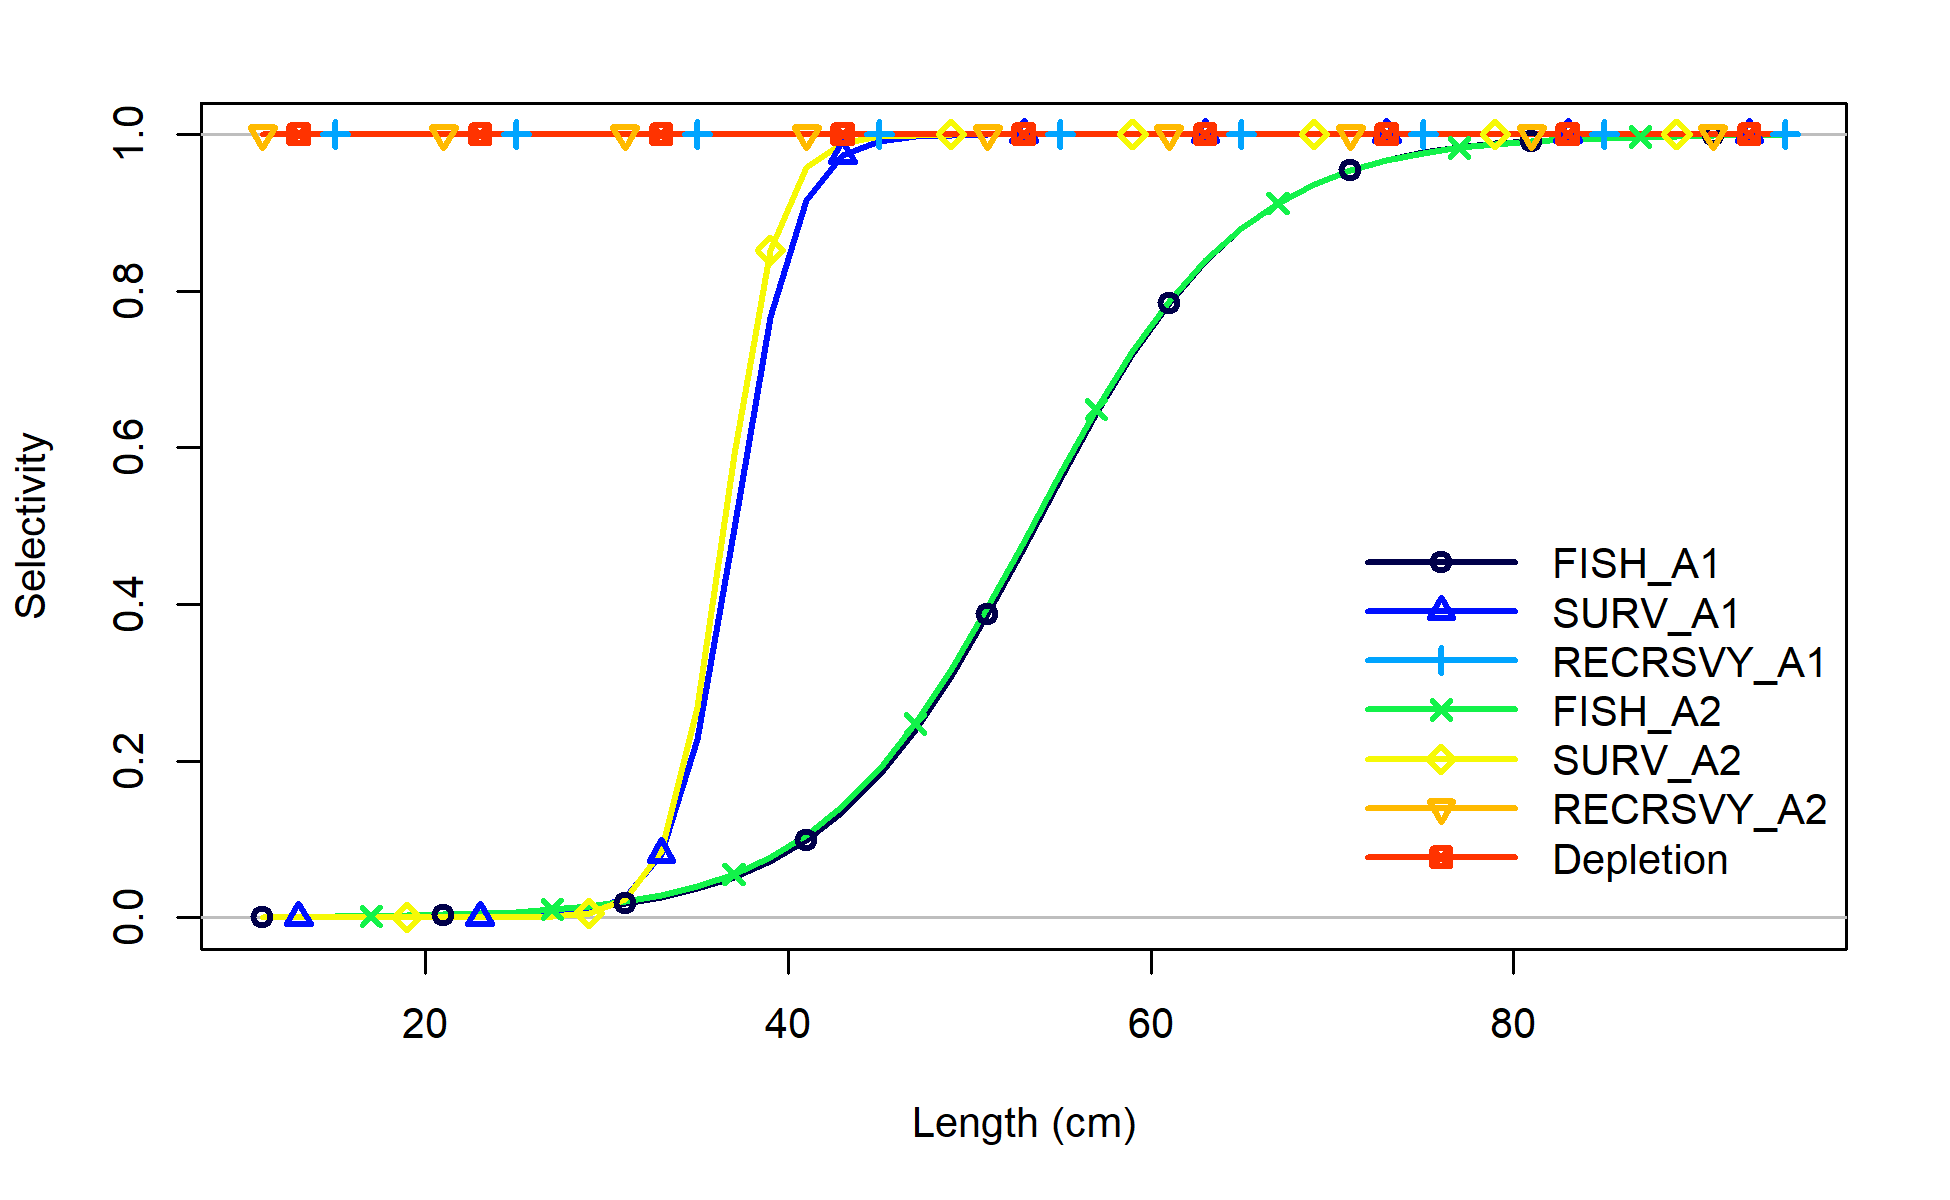 1.0
0.8
0.6
0.4
0.2
0.0
Selectivity
20 40 60 80
Length (cm)
FISH_A1
SURV_A1
RECRSVY_A1
FISH_A2
SURV_A2
RECRSVY_A2
Depletion